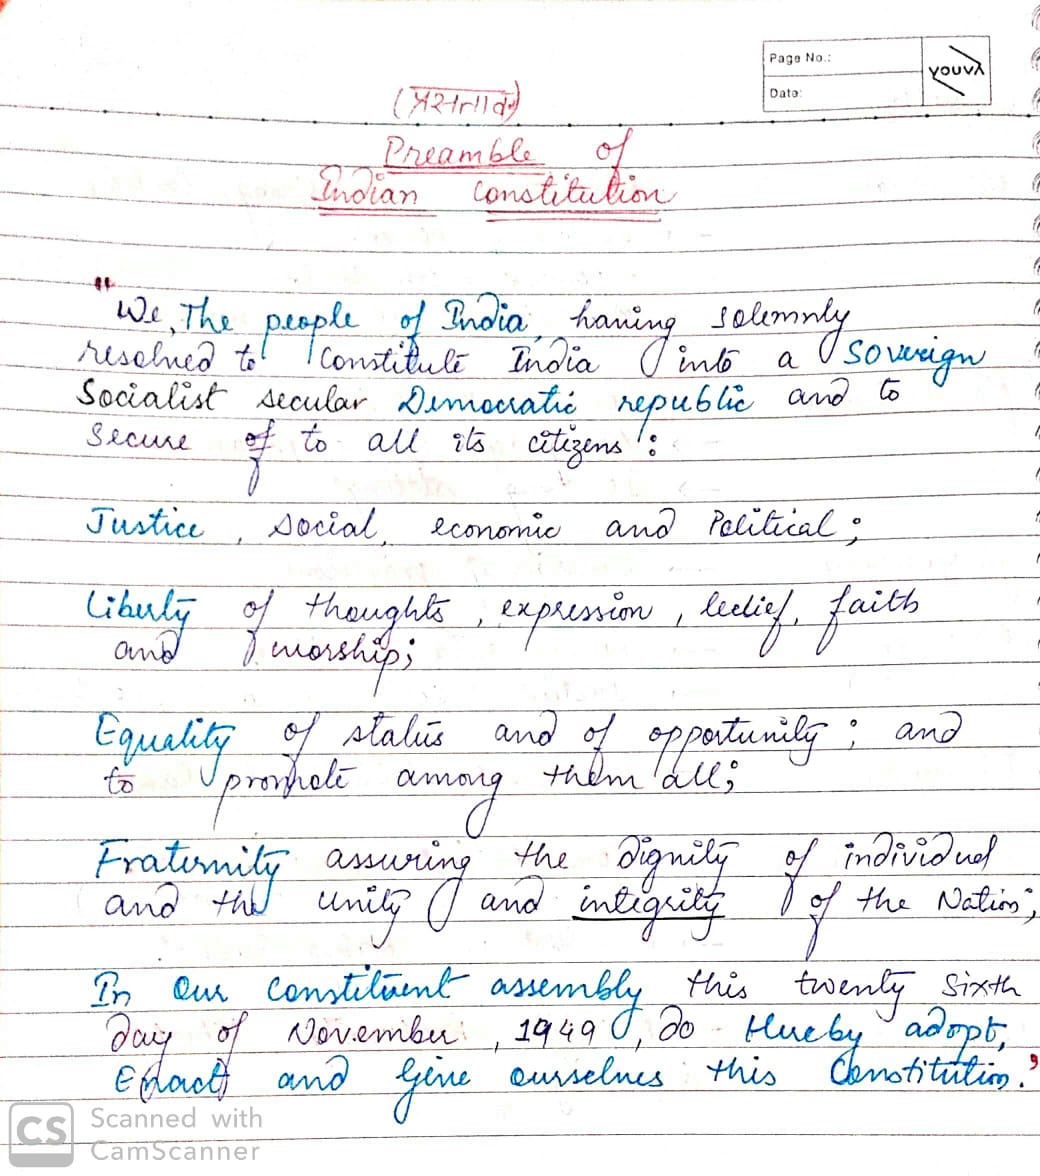 Page No.:
Date:
YOUVA
(प्रस्तावना)
Preamble of
Indian Constitution
"We, The people of India, having solemnly
resolved to constitute India into a Sovereign
Socialist secular Democratic republic and to
Secure of to all its citizens:
Justice, social, economic and Political;
Liberty of thoughts, expression, belief, faith
and worship;
Equality of status and of opportunity; and
to promote among them all;
Fraternity assuring the dignity of individual
and the unity and integrity of the Nation;
In Our Constituent assembly this twenty Sixth
day of November, 1949, do Hereby adopt,
Enact and Give ourselves this Constitution."
CS Scanned with
CamScanner